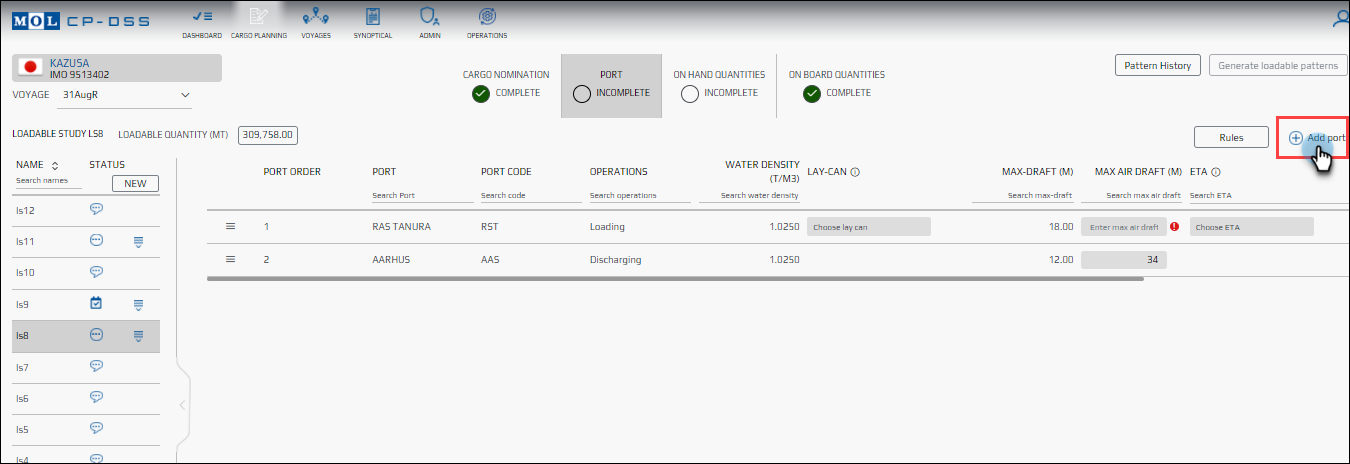 MOL CP-DSS
DASHBOARD CARGO PLANNING VOYAGES SYNOPTICAL ADMIN OPERATIONS
KAZUSA
IMO 9513402
VOYAGE 31AugR
CARGO NOMINATION
COMPLETE
PORT
INCOMPLETE
ON HAND QUANTITIES
INCOMPLETE
ON BOARD QUANTITIES
COMPLETE
Pattern History Generate loadable patterns
LOADABLE STUDY LS8 LOADABLE QUANTITY (MT) 309,758.00
Rules Add port
NAME STATUS
Search names NEW
ls12
ls11
ls10
ls9
ls8
ls7
ls6
ls5
ls4
PORT ORDER PORT PORT CODE OPERATIONS WATER DENSITY (T/M3) LAY-CAN MAX-DRAFT (M) MAX AIR DRAFT (M) ETA
Search Port Search code Search operations Search water density Search max-draft Search max air draft Search ETA
1 RAS TANURA RST Loading 1.0250 Choose lay can 18.00 Enter max air draft Choose ETA
2 AARHUS AAS Discharging 1.0250 12.00 34